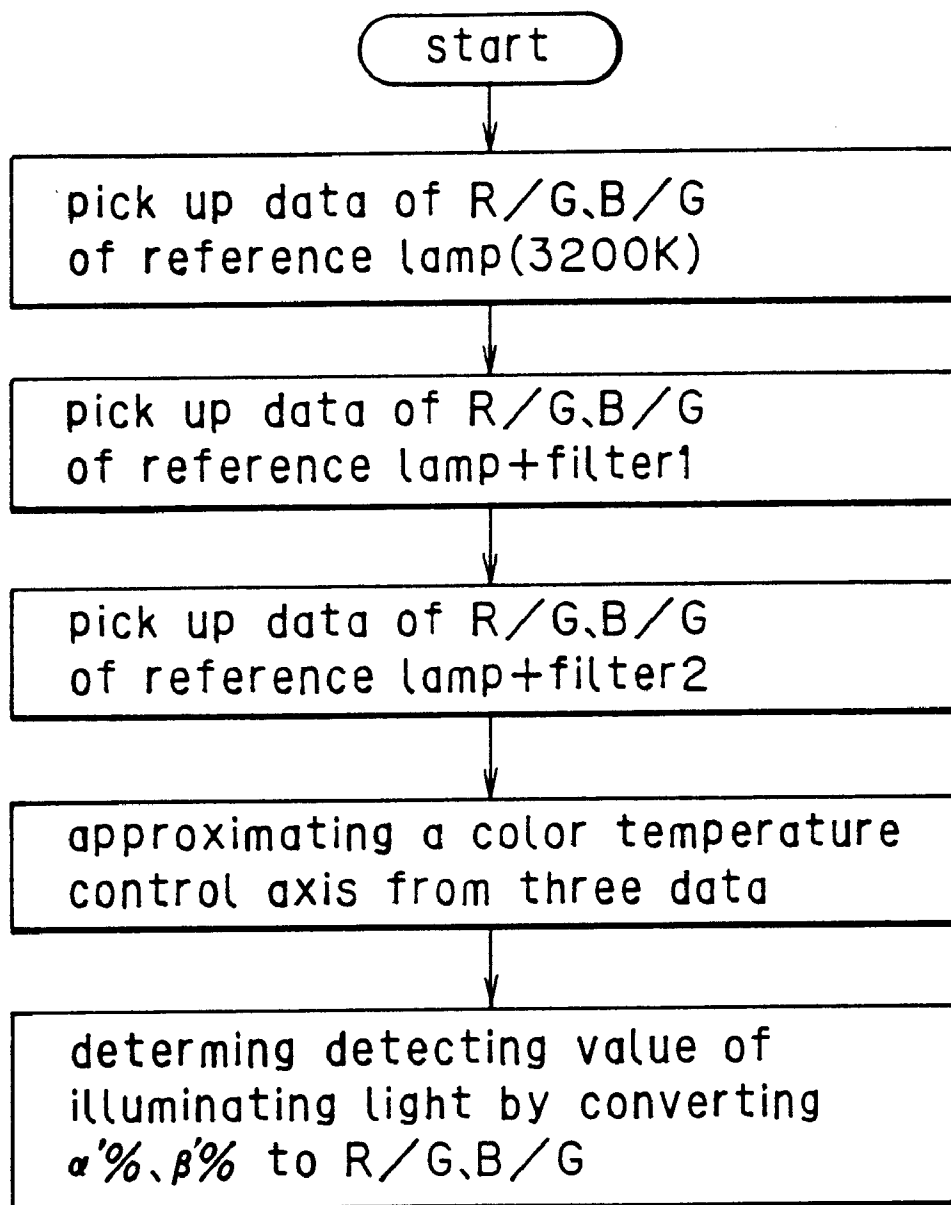 start
pick up data of R/G、B/G
of reference lamp(3200K)
pick up data of R/G、B/G
of reference lamp+filter1
pick up data of R/G、B/G
of reference lamp+filter2
approximating a color temperature
control axis from three data
determing detecting value of
illuminating light by converting
α'%、β'% to R/G、B/G